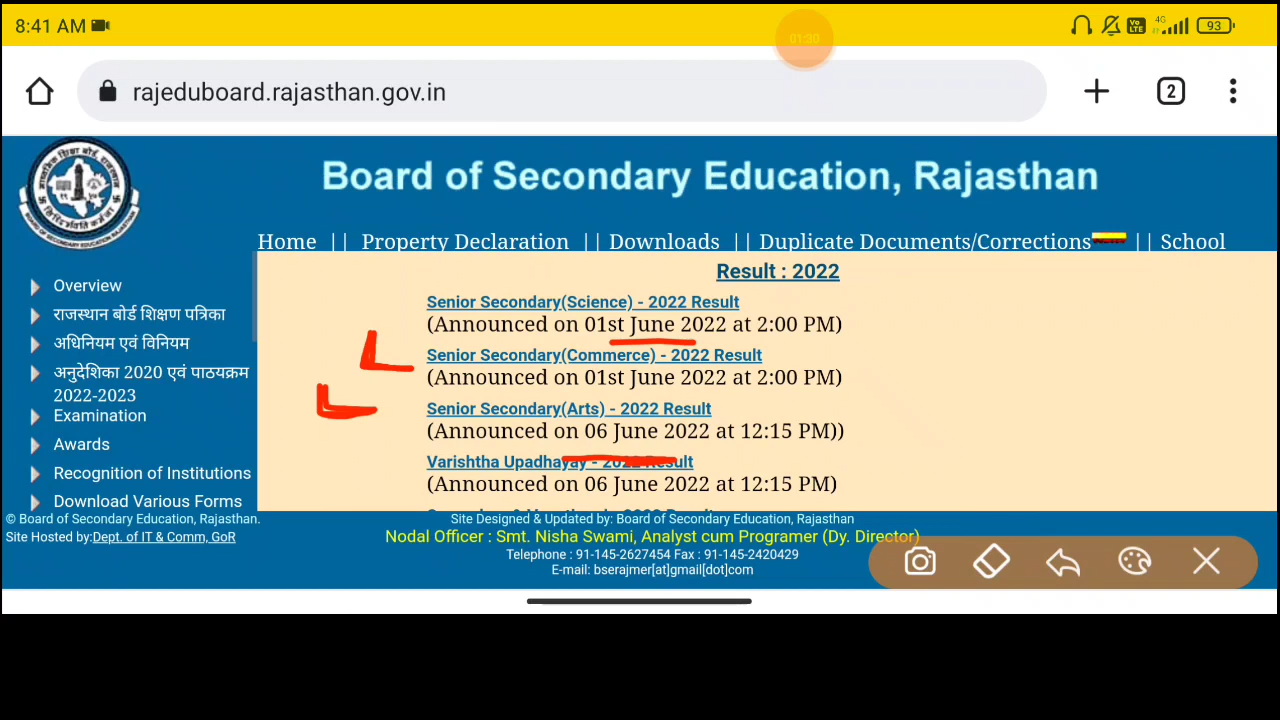 8:41 AM
01:30
Vo LTE
4G
93
rajeduboard.rajasthan.gov.in
2
Board of Secondary Education, Rajasthan
Home || Property Declaration || Downloads || Duplicate Documents/Corrections || School
Overview
राजस्थान बोर्ड शिक्षण पत्रिका
अधिनियम एवं विनियम
अनुदेशिका 2020 एवं पाठयक्रम
2022-2023
Examination
Awards
Recognition of Institutions
Download Various Forms
Result : 2022
Senior Secondary(Science) - 2022 Result
(Announced on 01st June 2022 at 2:00 PM)
Senior Secondary(Commerce) - 2022 Result
(Announced on 01st June 2022 at 2:00 PM)
Senior Secondary(Arts) - 2022 Result
(Announced on 06 June 2022 at 12:15 PM))
Varishtha Upadhayay - 2022 Result
(Announced on 06 June 2022 at 12:15 PM)
© Board of Secondary Education, Rajasthan.
Site Hosted by:Dept. of IT & Comm, GoR
Site Designed & Updated by: Board of Secondary Education, Rajasthan
Nodal Officer : Smt. Nisha Swami, Analyst cum Programer (Dy. Director)
Telephone : 91-145-2627454 Fax : 91-145-2420429
E-mail: bserajmer[at]gmail[dot]com